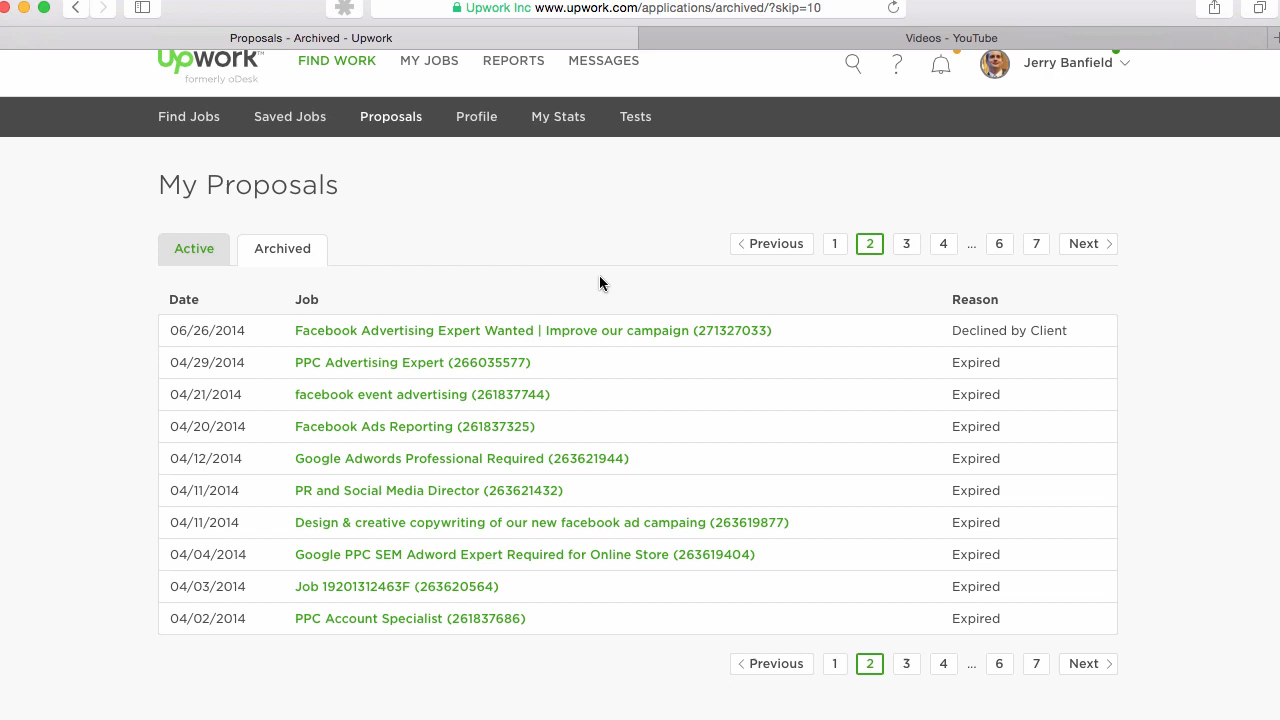 Upwork Inc www.upwork.com/applications/archived/?skip=10
Proposals - Archived - Upwork
Videos - YouTube
Upwork™
formerly oDesk
FIND WORK
MY JOBS
REPORTS
MESSAGES
?
Jerry Banfield
Find Jobs
Saved Jobs
Proposals
Profile
My Stats
Tests
My Proposals
Active
Archived
Previous 1 2 3 4 ... 6 7 Next
Date Job Reason
06/26/2014 Facebook Advertising Expert Wanted | Improve our campaign (271327033) Declined by Client
04/29/2014 PPC Advertising Expert (266035577) Expired
04/21/2014 facebook event advertising (261837744) Expired
04/20/2014 Facebook Ads Reporting (261837325) Expired
04/12/2014 Google Adwords Professional Required (263621944) Expired
04/11/2014 PR and Social Media Director (263621432) Expired
04/11/2014 Design & creative copywriting of our new facebook ad campaing (263619877) Expired
04/04/2014 Google PPC SEM Adword Expert Required for Online Store (263619404) Expired
04/03/2014 Job 19201312463F (263620564) Expired
04/02/2014 PPC Account Specialist (261837686) Expired
Previous 1 2 3 4 ... 6 7 Next